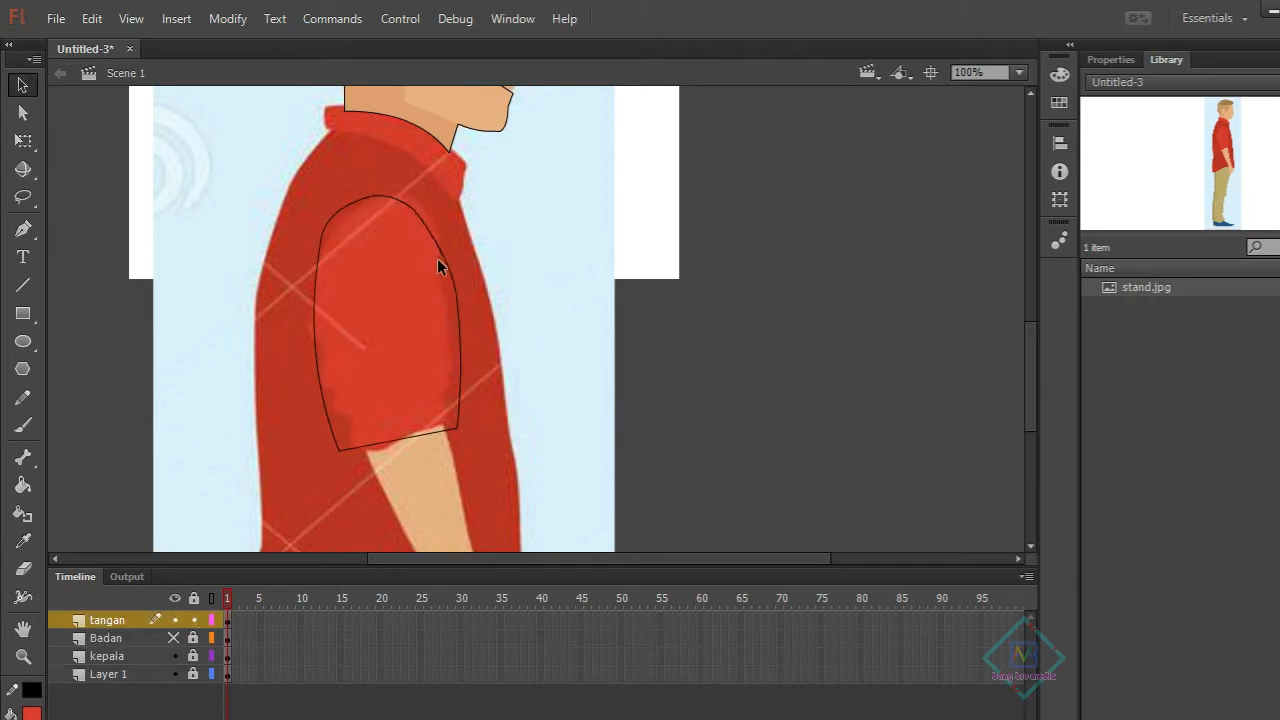 Fl File Edit View Insert Modify Text Commands Control Debug Window Help Essentials
Untitled-3* ×
Scene 1 100%
Properties Library
Untitled-3
1 item
Name
stand.jpg
Timeline Output
1 5 10 15 20 25 30 35 40 45 50 55 60 65 70 75 80 85 90 95
tangan
Badan
kepala
Layer 1